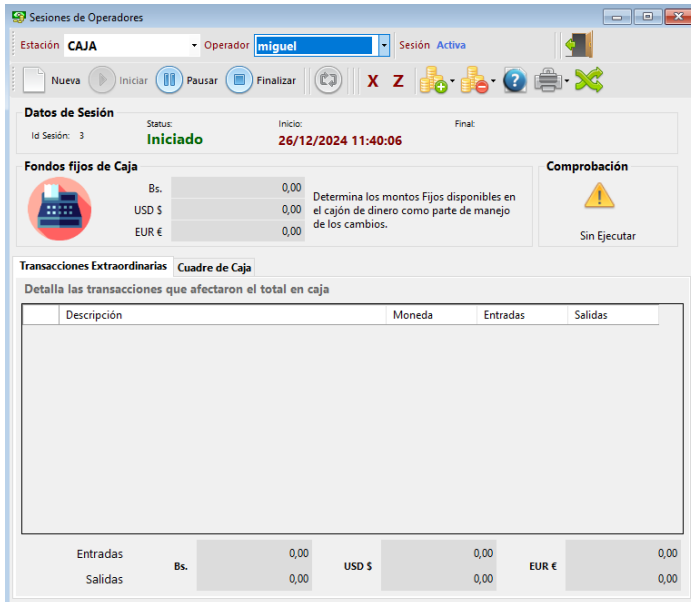 Sesiones de Operadores
Estación CAJA Operador miguel Sesión Activa
Nueva Iniciar Pausar Finalizar X Z
Datos de Sesión
Id Sesión: 3 Status: Inicio: Final:
Iniciado 26/12/2024 11:40:06
Fondos fijos de Caja
Bs. 0,00
USD $ 0,00
EUR € 0,00
Determina los montos Fijos disponibles en
el cajón de dinero como parte de manejo
de los cambios.
Comprobación
Sin Ejecutar
Transacciones Extraordinarias Cuadre de Caja
Detalla las transacciones que afectaron el total en caja
Descripción Moneda Entradas Salidas
Entradas Bs. 0,00 USD $ 0,00 EUR € 0,00
Salidas 0,00 0,00 0,00